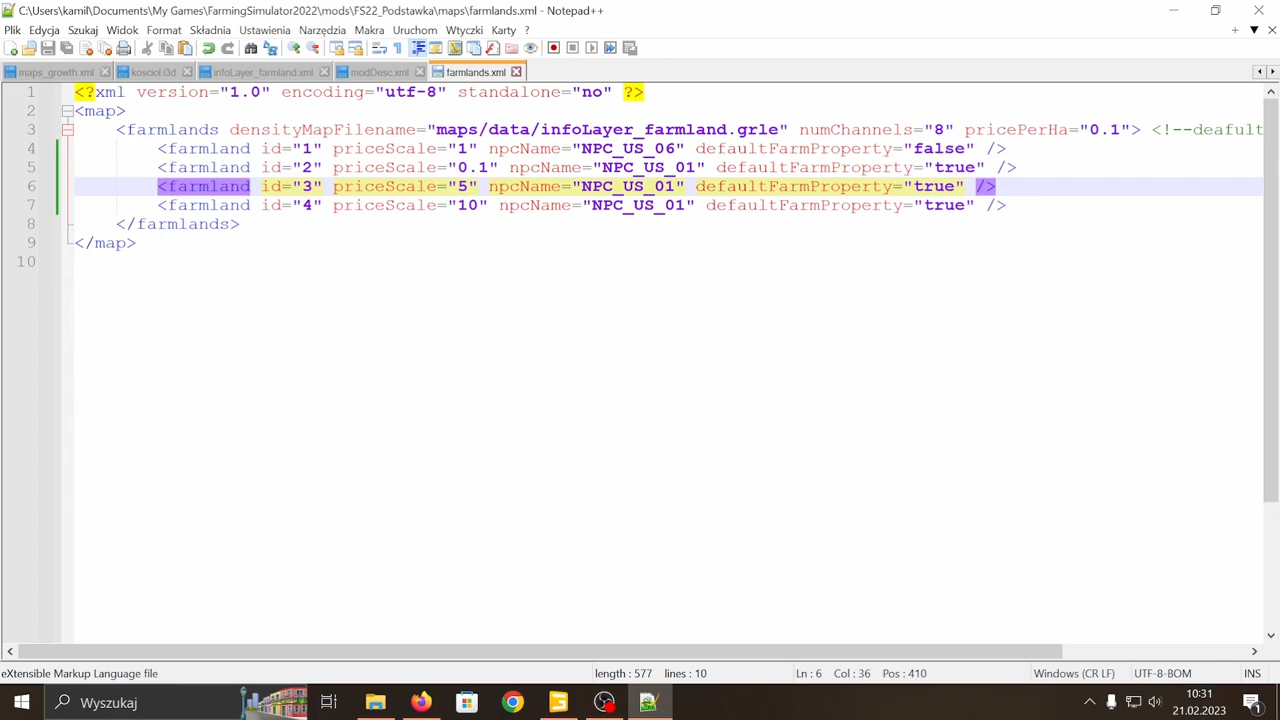 C:\Users\kamil\Documents\My Games\FarmingSimulator2022\mods\FS22_Podstawka\maps\farmlands.xml - Notepad++
Plik Edycja Szukaj Widok Format Składnia Ustawienia Narzędzia Makra Uruchom Wtyczki Karty ?
maps_growth.xml kosciol i3d infoLayer_farmland.xml modDesc.xml farmlands.xml
1 <?xml version="1.0" encoding="utf-8" standalone="no" ?>
2 <map>
3 <farmlands densityMapFilename="maps/data/infoLayer_farmland.grle" numChannels="8" pricePerHa="0.1"> <!--deafult
4 <farmland id="1" priceScale="1" npcName="NPC_US_06" defaultFarmProperty="false" />
5 <farmland id="2" priceScale="0.1" npcName="NPC_US_01" defaultFarmProperty="true" />
6 <farmland id="3" priceScale="5" npcName="NPC_US_01" defaultFarmProperty="true" />
7 <farmland id="4" priceScale="10" npcName="NPC_US_01" defaultFarmProperty="true" />
8 </farmlands>
9 </map>
10
eXtensible Markup Language file length : 577 lines : 10 Ln : 6 Col : 36 Pos : 410 Windows (CR LF) UTF-8-BOM INS
Wyszukaj 10:31
21.02.2023 1